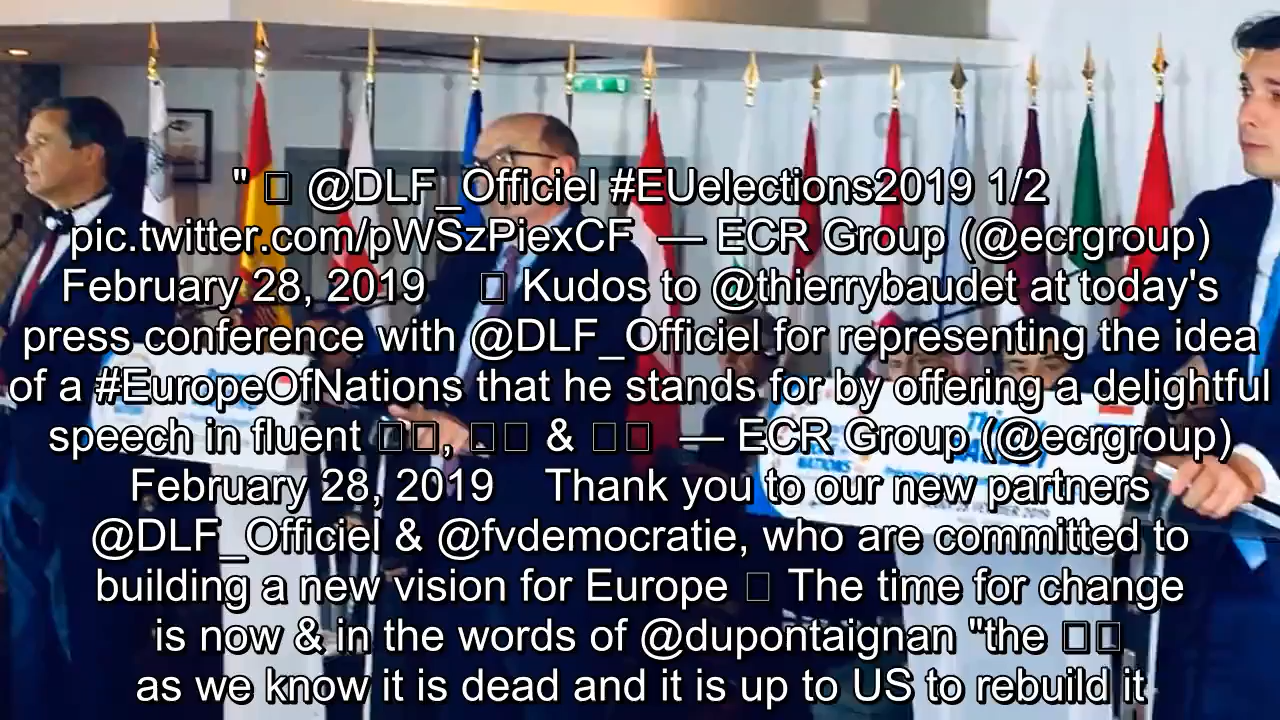 " □ @DLF_Officiel #EUelections2019 1/2
pic.twitter.com/pWSzPiexCF — ECR Group (@ecrgroup)
February 28, 2019 □ Kudos to @thierrybaudet at today's
press conference with @DLF_Officiel for representing the idea
of a #EuropeOfNations that he stands for by offering a delightful
speech in fluent □□, □□ & □□ — ECR Group (@ecrgroup)
February 28, 2019 Thank you to our new partners
@DLF_Officiel & @fvdemocratie, who are committed to
building a new vision for Europe □ The time for change
is now & in the words of @dupontaignan "the □□
as we know it is dead and it is up to US to rebuild it